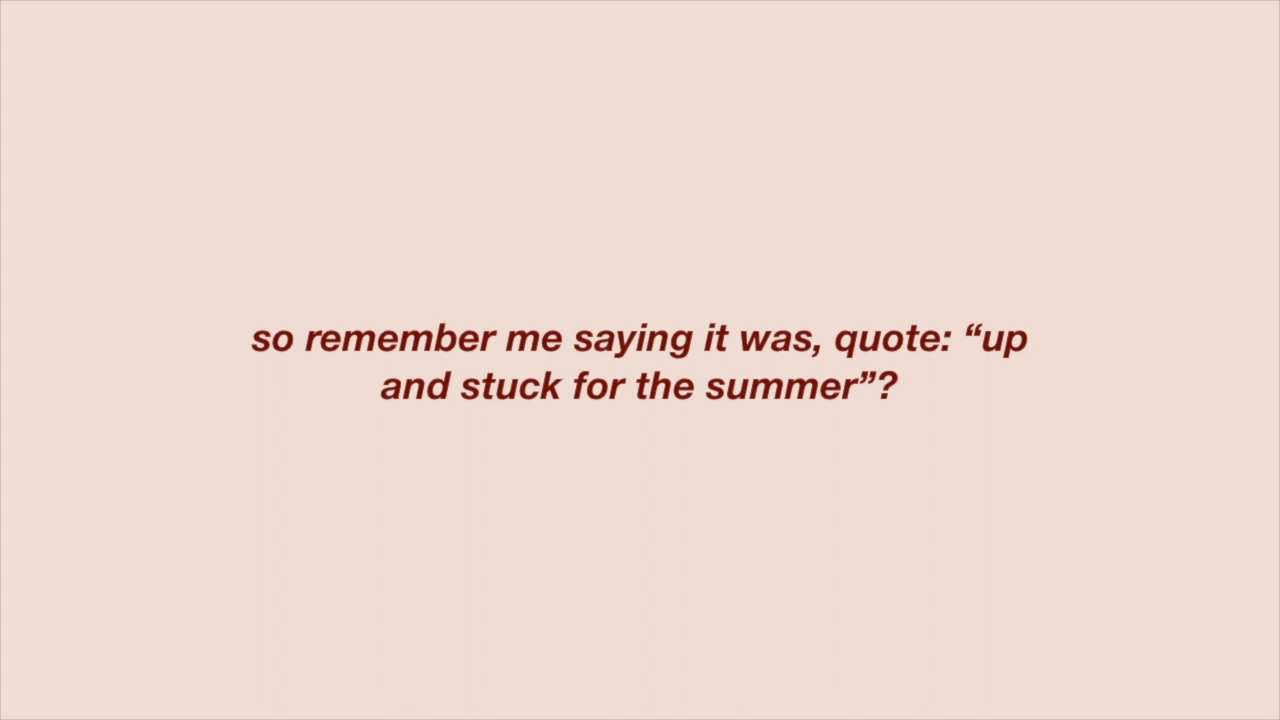 so remember me saying it was, quote: “up
and stuck for the summer”?